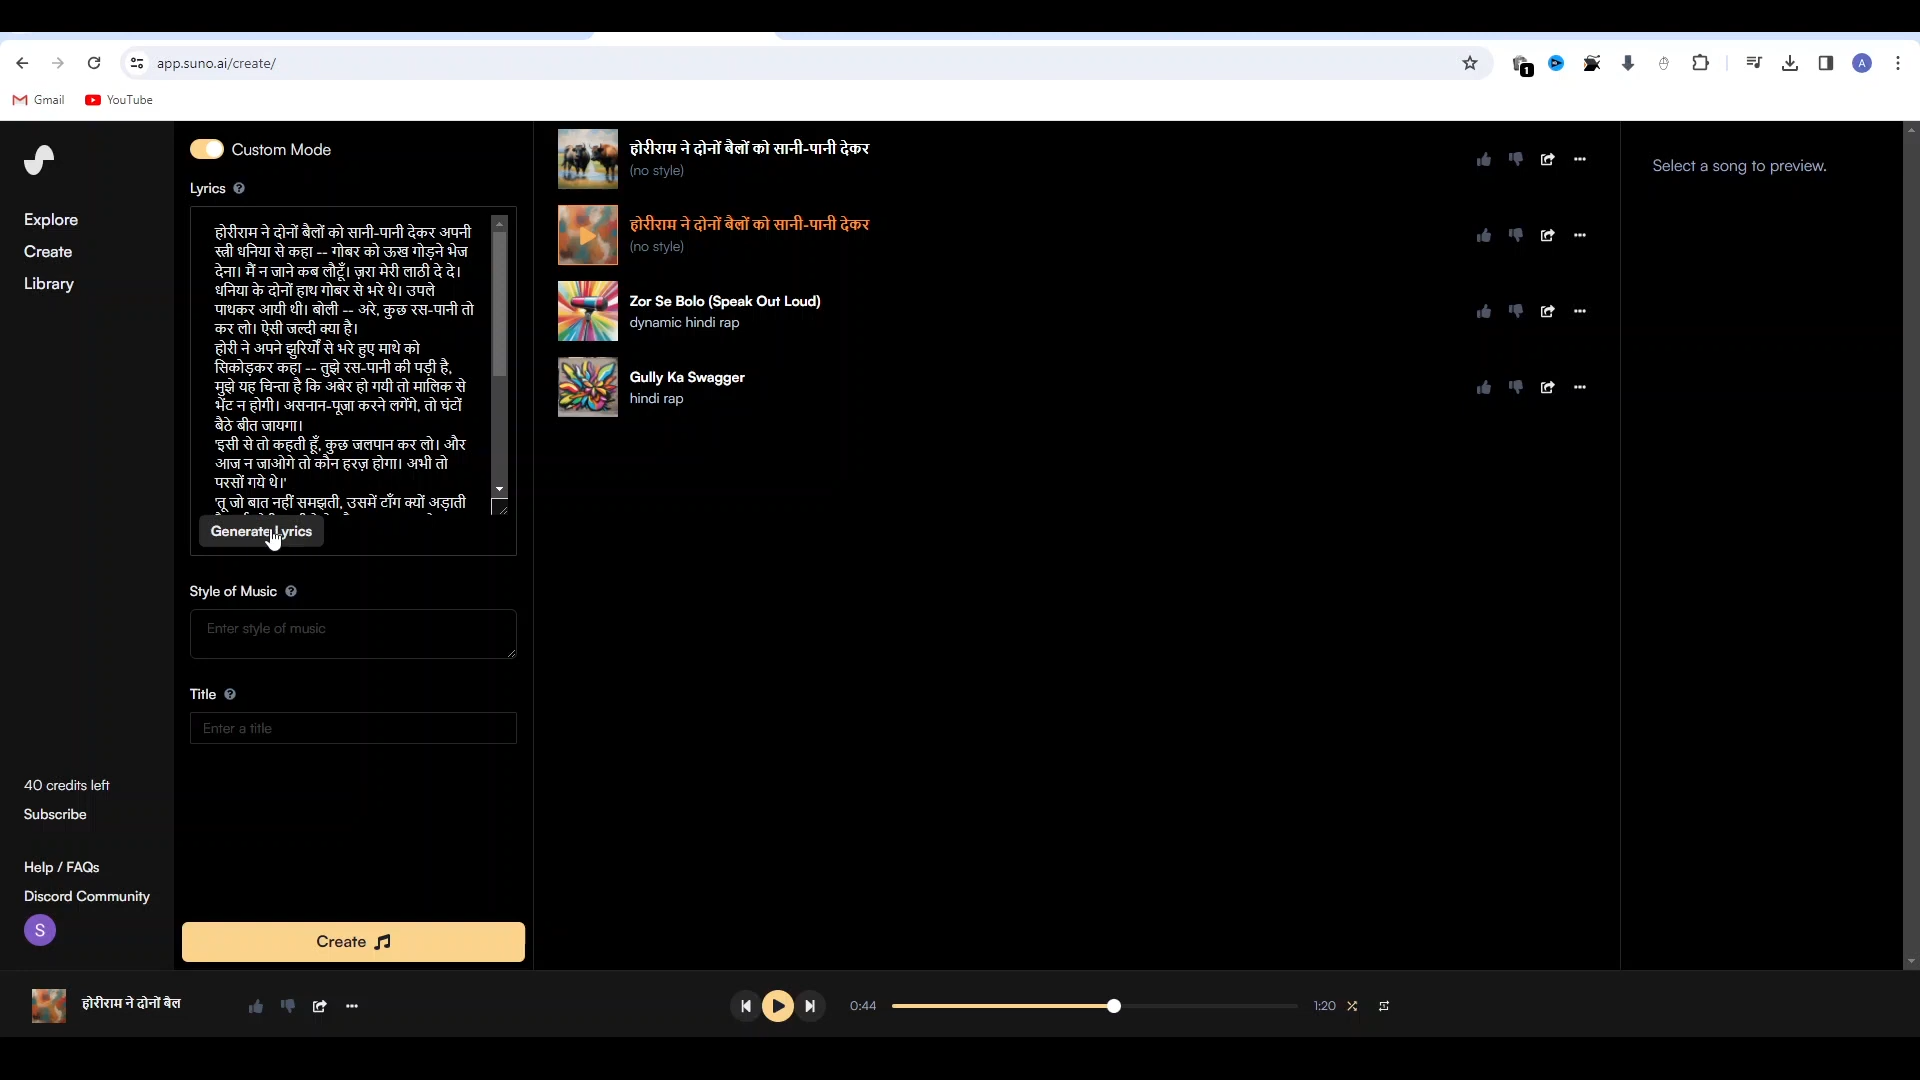 app.suno.ai/create/
1
A
Gmail
YouTube
Custom Mode
Lyrics
Explore
Create
Library
होरीराम ने दोनों बैलों को सानी-पानी देकर अपनी
स्त्री धनिया से कहा -- गोबर को ऊख गोड़ने भेज
देना। मैं न जाने कब लौटूँ। ज़रा मेरी लाठी दे दे।
धनिया के दोनों हाथ गोबर से भरे थे। उपले
पाथकर आयी थी। बोली -- अरे, कुछ रस-पानी तो
कर लो। ऐसी जल्दी क्या है।
होरी ने अपने झुरियों से भरे हुए माथे को
सिकोड़कर कहा -- तुझे रस-पानी की पड़ी है,
मुझे यह चिन्ता है कि अबेर हो गयी तो मालिक से
भेंट न होगी। असनान-पूजा करने लगेंगे, तो घंटों
बैठे बीत जायगा।
'इसी से तो कहती हूँ, कुछ जलपान कर लो। और
आज न जाओगे तो कौन हरज़ होगा। अभी तो
परसों गये थे।'
'तू जो बात नहीं समझती, उसमें टाँग क्यों अड़ाती
Generate Lyrics
Style of Music
Enter style of music
Title
Enter a title
40 credits left
Subscribe
Help / FAQs
Discord Community
S
Create
होरीराम ने दोनों बैलों को सानी-पानी देकर
(no style)
होरीराम ने दोनों बैलों को सानी-पानी देकर
(no style)
Zor Se Bolo (Speak Out Loud)
dynamic hindi rap
Gully Ka Swagger
hindi rap
Select a song to preview.
होरीराम ने दोनों बैल
0:44
1:20